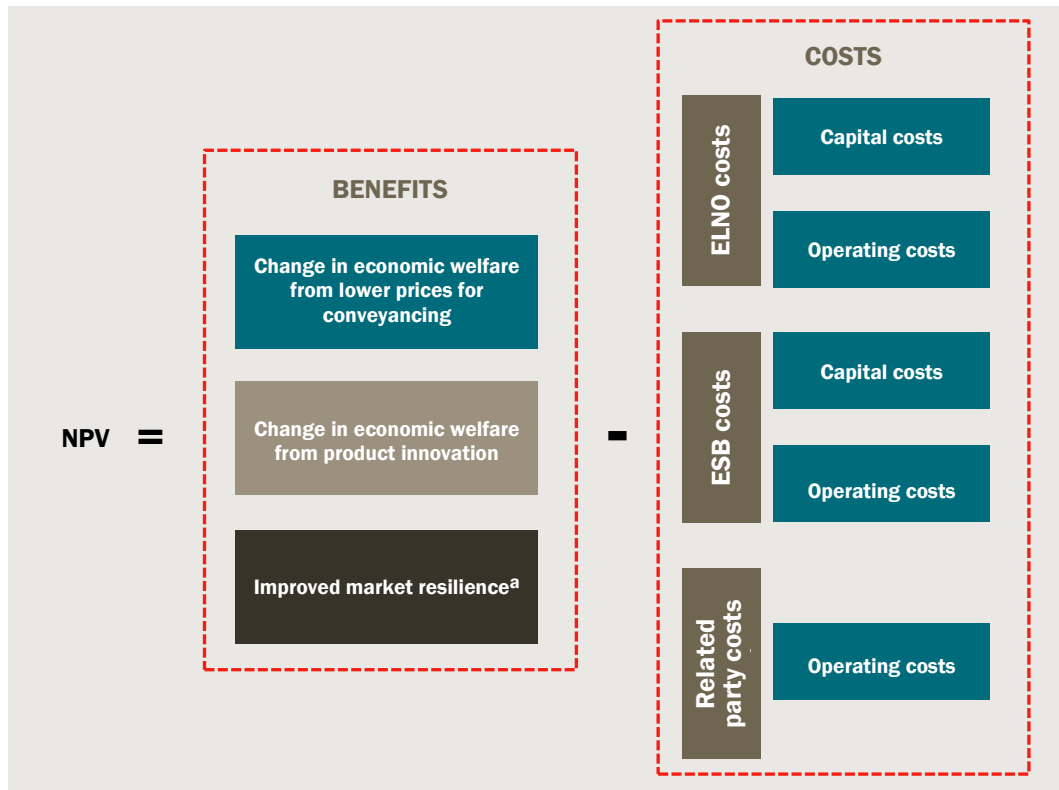 NPV =
BENEFITS
Change in economic welfare
from lower prices for
conveyancing
Change in economic welfare
from product innovation
Improved market resilienceᵃ
-
COSTS
ELNO costs
Capital costs
Operating costs
ESB costs
Capital costs
Operating costs
Related
party costs
Operating costs